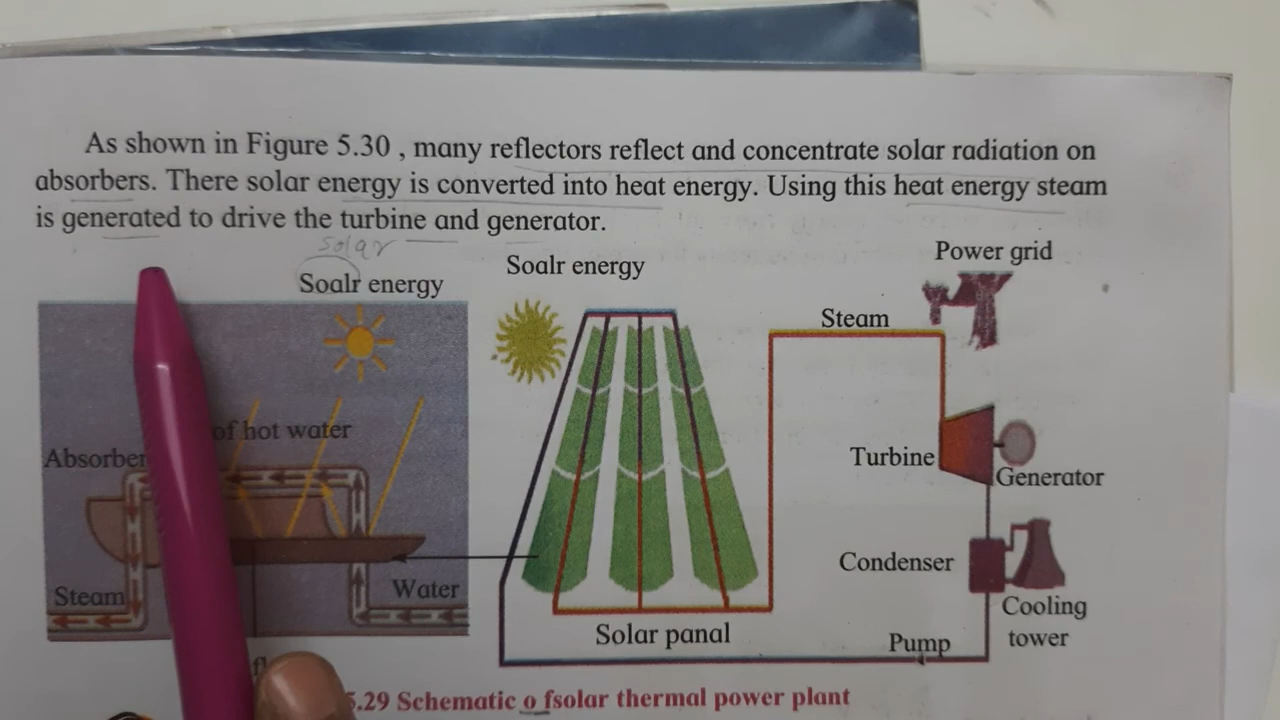 As shown in Figure 5.30 , many reflectors reflect and concentrate solar radiation on
absorbers. There solar energy is converted into heat energy. Using this heat energy steam
is generated to drive the turbine and generator.
solar
Soalr energy
Soalr energy
Power grid
Steam
of hot water
Absorber
Turbine
Generator
Condenser
Steam
Water
Cooling
tower
Solar panal
Pump
5.29 Schematic o fsolar thermal power plant